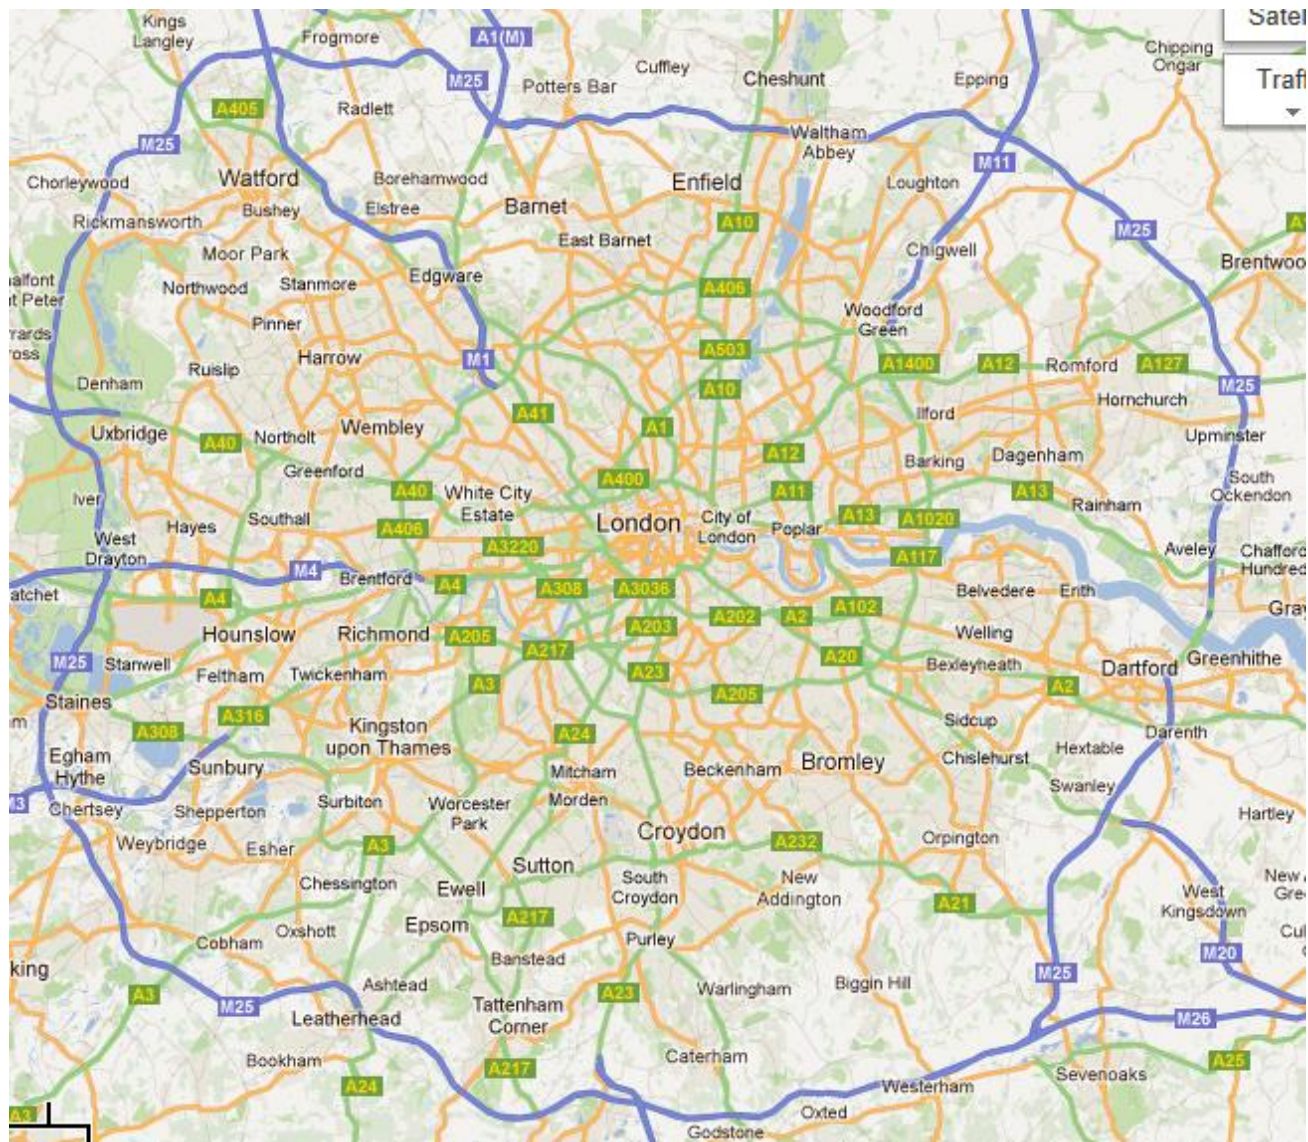 Kings
Langley
Frogmore
A1(M)
Chipping
Ongar
M25
Potters Bar
Cuffley
Cheshunt
Epping
A405
Radlett
M25
Waltham
Abbey
M11
Chorleywood
Watford
Borehamwood
Enfield
Loughton
Rickmansworth
Bushey
Elstree
Barnet
A10
M25
Moor Park
East Barnet
Chigwell
Brentwoo
alfont
t Peter
Northwood
Stanmore
Edgware
A406
Woodford
Green
Pinner
rards
ross
Ruislip
Harrow
M1
A503
A1400
A12
Romford
A127
Denham
A10
M25
Hornchurch
A41
Ilford
Uxbridge
A40
Northolt
Wembley
A1
Upminster
Greenford
A12
Barking
Dagenham
South
Ockendon
Iver
A40
White City
Estate
A400
A11
A13
Rainham
Hayes
Southall
A406
London
City of
London
Poplar
A13
A1020
West
Drayton
A3220
A117
Aveley
Chafford
Hundred
M4
Brentford
A4
A308
A3036
Belvedere
Erith
atchet
A4
A202
A2
A102
Gra
Hounslow
Richmond
A205
A203
Welling
M25
Stanwell
A217
A20
Bexleyheath
Dartford
Greenhithe
Feltham
Twickenham
A3
A23
A205
A2
Staines
A308
A316
Kingston
upon Thames
A24
Sidcup
Darenth
Egham
Hythe
Sunbury
Mitcham
Beckenham
Bromley
Chislehurst
Hextable
Swanley
Chertsey
Shepperton
Surbiton
Worcester
Park
Morden
Hartley
Weybridge
Esher
A3
Croydon
A232
Orpington
Sutton
Chessington
Ewell
South
Croydon
New
Addington
West
Kingsdown
New
Gre
A217
A21
Epsom
Cobham
Oxshott
Purley
Cu
M20
king
Banstead
M25
A3
Ashtead
A23
Warlingham
Biggin Hill
M25
Leatherhead
Tattenham
Corner
M26
Bookham
Caterham
A25
A217
Sevenoaks
A24
Westerham
A3
Oxted
Godstone